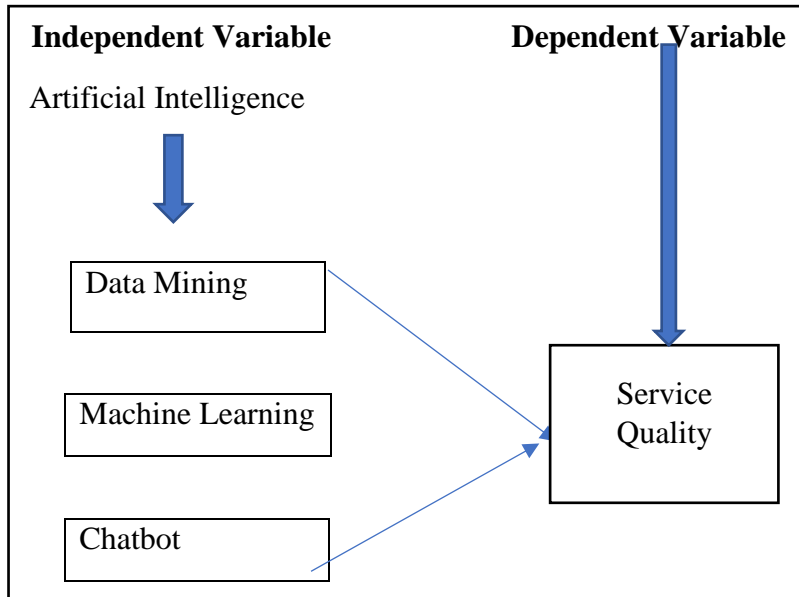 Independent Variable
Dependent Variable
Artificial Intelligence
Data Mining
Machine Learning
Chatbot
Service
Quality